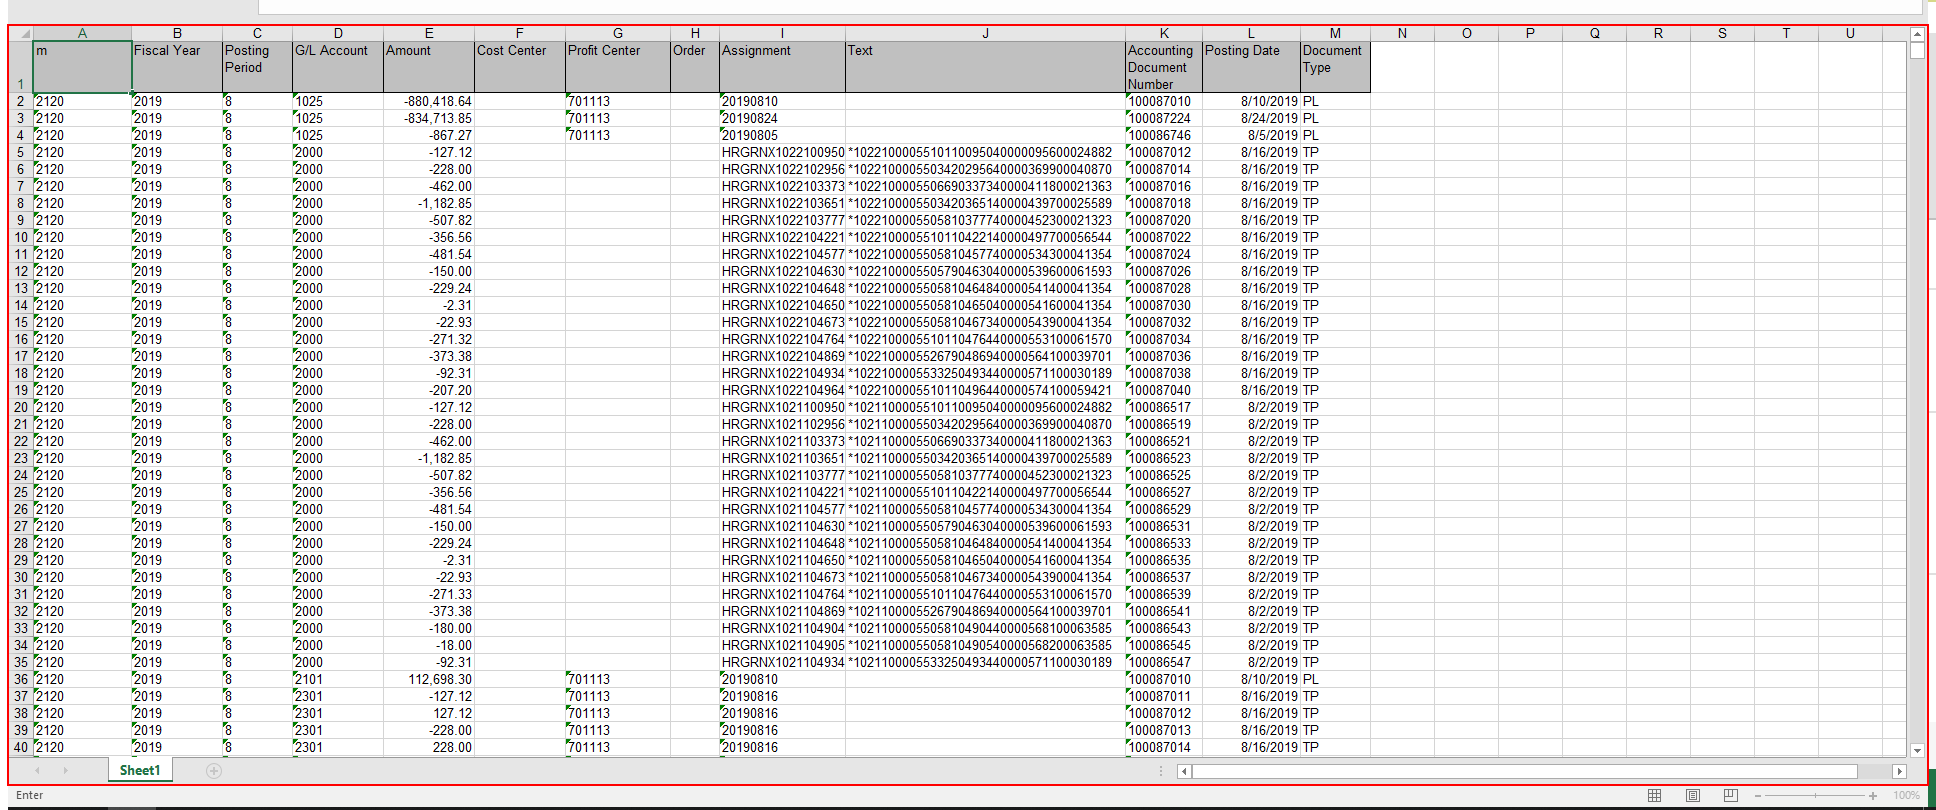 A B C D E F G H I J K L M N O P Q R S T U
1 m Fiscal Year Posting Period G/L Account Amount Cost Center Profit Center Order Assignment Text Accounting Document Number Posting Date Document Type
2 2120 2019 8 1025 -880,418.64 701113 20190810 100087010 8/10/2019 PL
3 2120 2019 8 1025 -834,713.85 701113 20190824 100087224 8/24/2019 PL
4 2120 2019 8 1025 -867.27 701113 20190805 100086746 8/5/2019 PL
5 2120 2019 8 2000 -127.12 HRGRNX1022100950 *1022100005510110095040000095600024882 100087012 8/16/2019 TP
6 2120 2019 8 2000 -228.00 HRGRNX1022102956 *1022100005503420295640000369900040870 100087014 8/16/2019 TP
7 2120 2019 8 2000 -462.00 HRGRNX1022103373 *1022100005506690337340000411800021363 100087016 8/16/2019 TP
8 2120 2019 8 2000 -1,182.85 HRGRNX1022103651 *1022100005503420365140000439700025589 100087018 8/16/2019 TP
9 2120 2019 8 2000 -507.82 HRGRNX1022103777 *1022100005505810377740000452300021323 100087020 8/16/2019 TP
10 2120 2019 8 2000 -356.56 HRGRNX1022104221 *1022100005510110422140000497700056544 100087022 8/16/2019 TP
11 2120 2019 8 2000 -481.54 HRGRNX1022104577 *1022100005505810457740000534300041354 100087024 8/16/2019 TP
12 2120 2019 8 2000 -150.00 HRGRNX1022104630 *1022100005505790463040000539600061593 100087026 8/16/2019 TP
13 2120 2019 8 2000 -229.24 HRGRNX1022104648 *1022100005505810464840000541400041354 100087028 8/16/2019 TP
14 2120 2019 8 2000 -2.31 HRGRNX1022104650 *1022100005505810465040000541600041354 100087030 8/16/2019 TP
15 2120 2019 8 2000 -22.93 HRGRNX1022104673 *1022100005505810467340000543900041354 100087032 8/16/2019 TP
16 2120 2019 8 2000 -271.32 HRGRNX1022104764 *1022100005510110476440000553100061570 100087034 8/16/2019 TP
17 2120 2019 8 2000 -373.38 HRGRNX1022104869 *1022100005526790486940000564100039701 100087036 8/16/2019 TP
18 2120 2019 8 2000 -92.31 HRGRNX1022104934 *1022100005533250493440000571100030189 100087038 8/16/2019 TP
19 2120 2019 8 2000 -207.20 HRGRNX1022104964 *1022100005510110496440000574100059421 100087040 8/16/2019 TP
20 2120 2019 8 2000 -127.12 HRGRNX1021100950 *1021100005510110095040000095600024882 100086517 8/2/2019 TP
21 2120 2019 8 2000 -228.00 HRGRNX1021102956 *1021100005503420295640000369900040870 100086519 8/2/2019 TP
22 2120 2019 8 2000 -462.00 HRGRNX1021103373 *1021100005506690337340000411800021363 100086521 8/2/2019 TP
23 2120 2019 8 2000 -1,182.85 HRGRNX1021103651 *1021100005503420365140000439700025589 100086523 8/2/2019 TP
24 2120 2019 8 2000 -507.82 HRGRNX1021103777 *1021100005505810377740000452300021323 100086525 8/2/2019 TP
25 2120 2019 8 2000 -356.56 HRGRNX1021104221 *1021100005510110422140000497700056544 100086527 8/2/2019 TP
26 2120 2019 8 2000 -481.54 HRGRNX1021104577 *1021100005505810457740000534300041354 100086529 8/2/2019 TP
27 2120 2019 8 2000 -150.00 HRGRNX1021104630 *1021100005505790463040000539600061593 100086531 8/2/2019 TP
28 2120 2019 8 2000 -229.24 HRGRNX1021104648 *1021100005505810464840000541400041354 100086533 8/2/2019 TP
29 2120 2019 8 2000 -2.31 HRGRNX1021104650 *1021100005505810465040000541600041354 100086535 8/2/2019 TP
30 2120 2019 8 2000 -22.93 HRGRNX1021104673 *1021100005505810467340000543900041354 100086537 8/2/2019 TP
31 2120 2019 8 2000 -271.33 HRGRNX1021104764 *1021100005510110476440000553100061570 100086539 8/2/2019 TP
32 2120 2019 8 2000 -373.38 HRGRNX1021104869 *1021100005526790486940000564100039701 100086541 8/2/2019 TP
33 2120 2019 8 2000 -180.00 HRGRNX1021104904 *1021100005505810490440000568100063585 100086543 8/2/2019 TP
34 2120 2019 8 2000 -18.00 HRGRNX1021104905 *1021100005505810490540000568200063585 100086545 8/2/2019 TP
35 2120 2019 8 2000 -92.31 HRGRNX1021104934 *1021100005533250493440000571100030189 100086547 8/2/2019 TP
36 2120 2019 8 2101 112,698.30 701113 20190810 100087010 8/10/2019 PL
37 2120 2019 8 2301 -127.12 701113 20190816 100087011 8/16/2019 TP
38 2120 2019 8 2301 127.12 701113 20190816 100087012 8/16/2019 TP
39 2120 2019 8 2301 -228.00 701113 20190816 100087013 8/16/2019 TP
40 2120 2019 8 2301 228.00 701113 20190816 100087014 8/16/2019 TP
Sheet1
Enter 100%